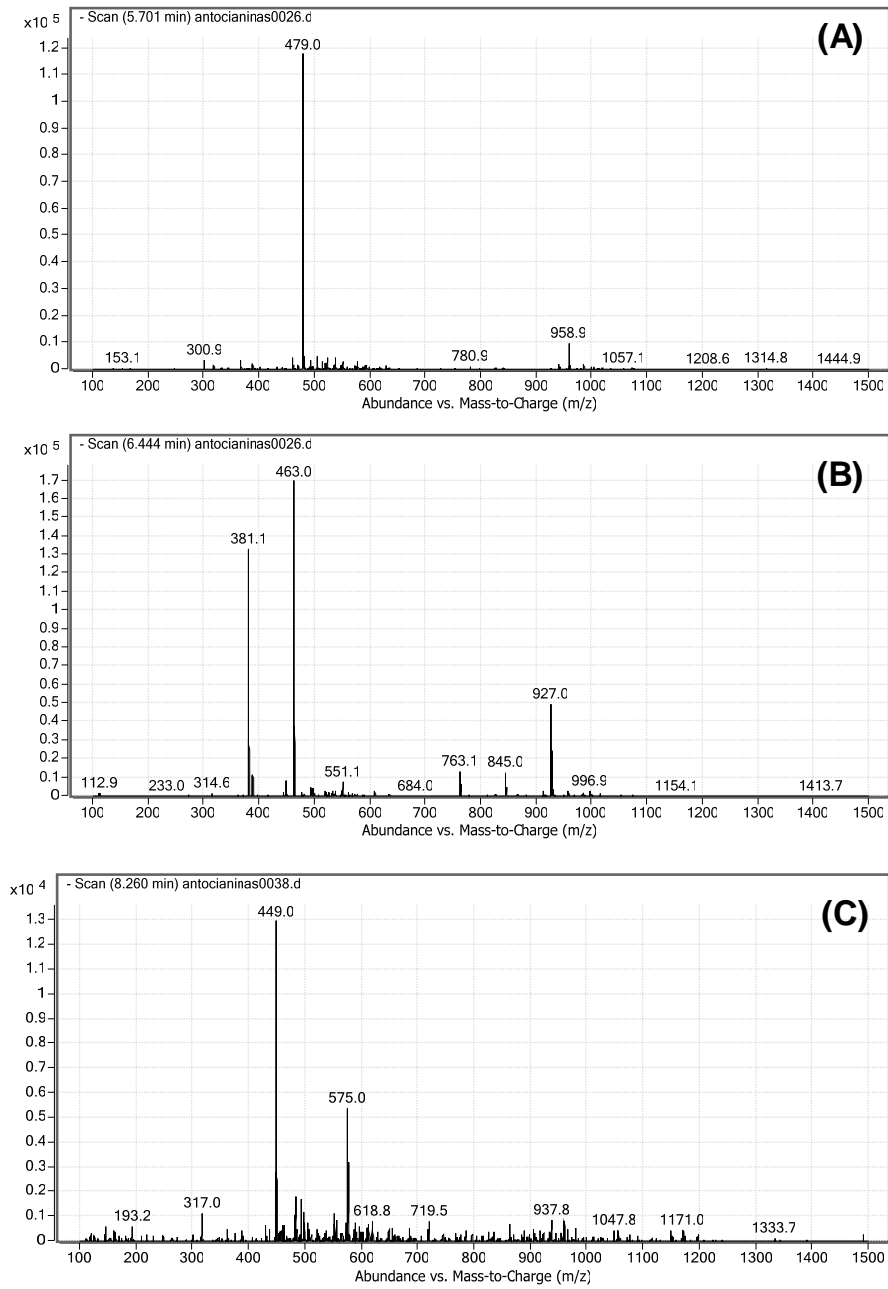 - Scan (5.701 min) antocianinas0026.d
(A)
x10 5
1.2
1.1
1
0.9
0.8
0.7
0.6
0.5
0.4
0.3
0.2
0.1
0
479.0
153.1 300.9 780.9 958.9 1057.1 1208.6 1314.8 1444.9
100 200 300 400 500 600 700 800 900 1000 1100 1200 1300 1400 1500
Abundance vs. Mass-to-Charge (m/z)
- Scan (6.444 min) antocianinas0026.d
(B)
x10 5
1.7
1.6
1.5
1.4
1.3
1.2
1.1
1
0.9
0.8
0.7
0.6
0.5
0.4
0.3
0.2
0.1
0
463.0
381.1
927.0
112.9 233.0 314.6 551.1 684.0 763.1 845.0 996.9 1154.1 1413.7
100 200 300 400 500 600 700 800 900 1000 1100 1200 1300 1400 1500
Abundance vs. Mass-to-Charge (m/z)
- Scan (8.260 min) antocianinas0038.d
(C)
x10 4
1.3
1.2
1.1
1
0.9
0.8
0.7
0.6
0.5
0.4
0.3
0.2
0.1
0
449.0
575.0
193.2 317.0 618.8 719.5 937.8 1047.8 1171.0 1333.7
100 200 300 400 500 600 700 800 900 1000 1100 1200 1300 1400 1500
Abundance vs. Mass-to-Charge (m/z)